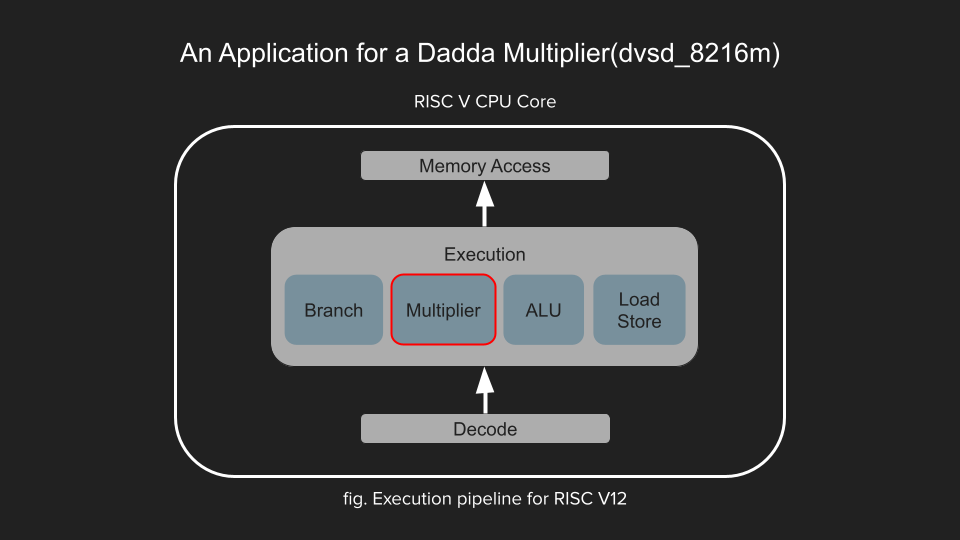 An Application for a Dadda Multiplier(dvsd_8216m)
RISC V CPU Core
Memory Access
Execution
Branch
Multiplier
ALU
Load
Store
Decode
fig. Execution pipeline for RISC V12